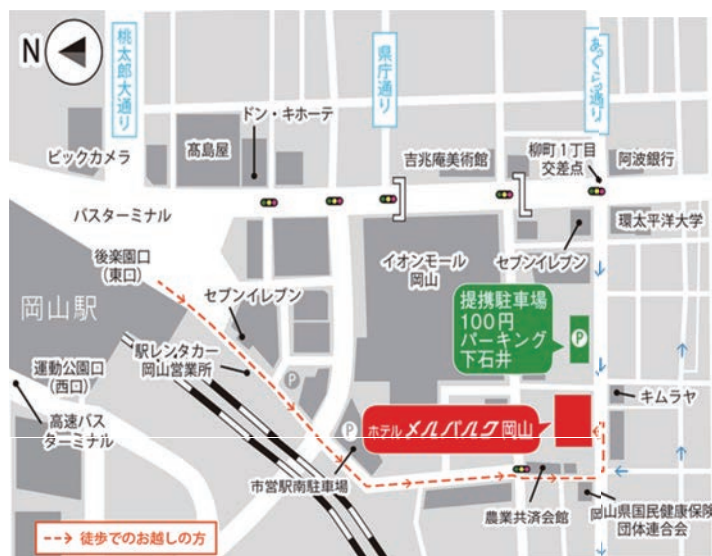 N
桃太郎大通り
県庁通り
あくら通り
ドン・キホーテ
ビックカメラ
髙島屋
吉兆庵美術館
柳町1丁目
交差点
阿波銀行
バスターミナル
環太平洋大学
後楽園口
(東口)
イオンモール
岡山
セブンイレブン
セブンイレブン
岡山駅
提携駐車場
100円
パーキング
下石井
P
駅レンタカー
岡山営業所
運動公園口
(西口)
P
キムラヤ
高速バス
ターミナル
P
ホテル メルパルク 岡山
市営駅南駐車場
農業共済会館
岡山県国民健康保険
団体連合会
徒歩でのお越しの方